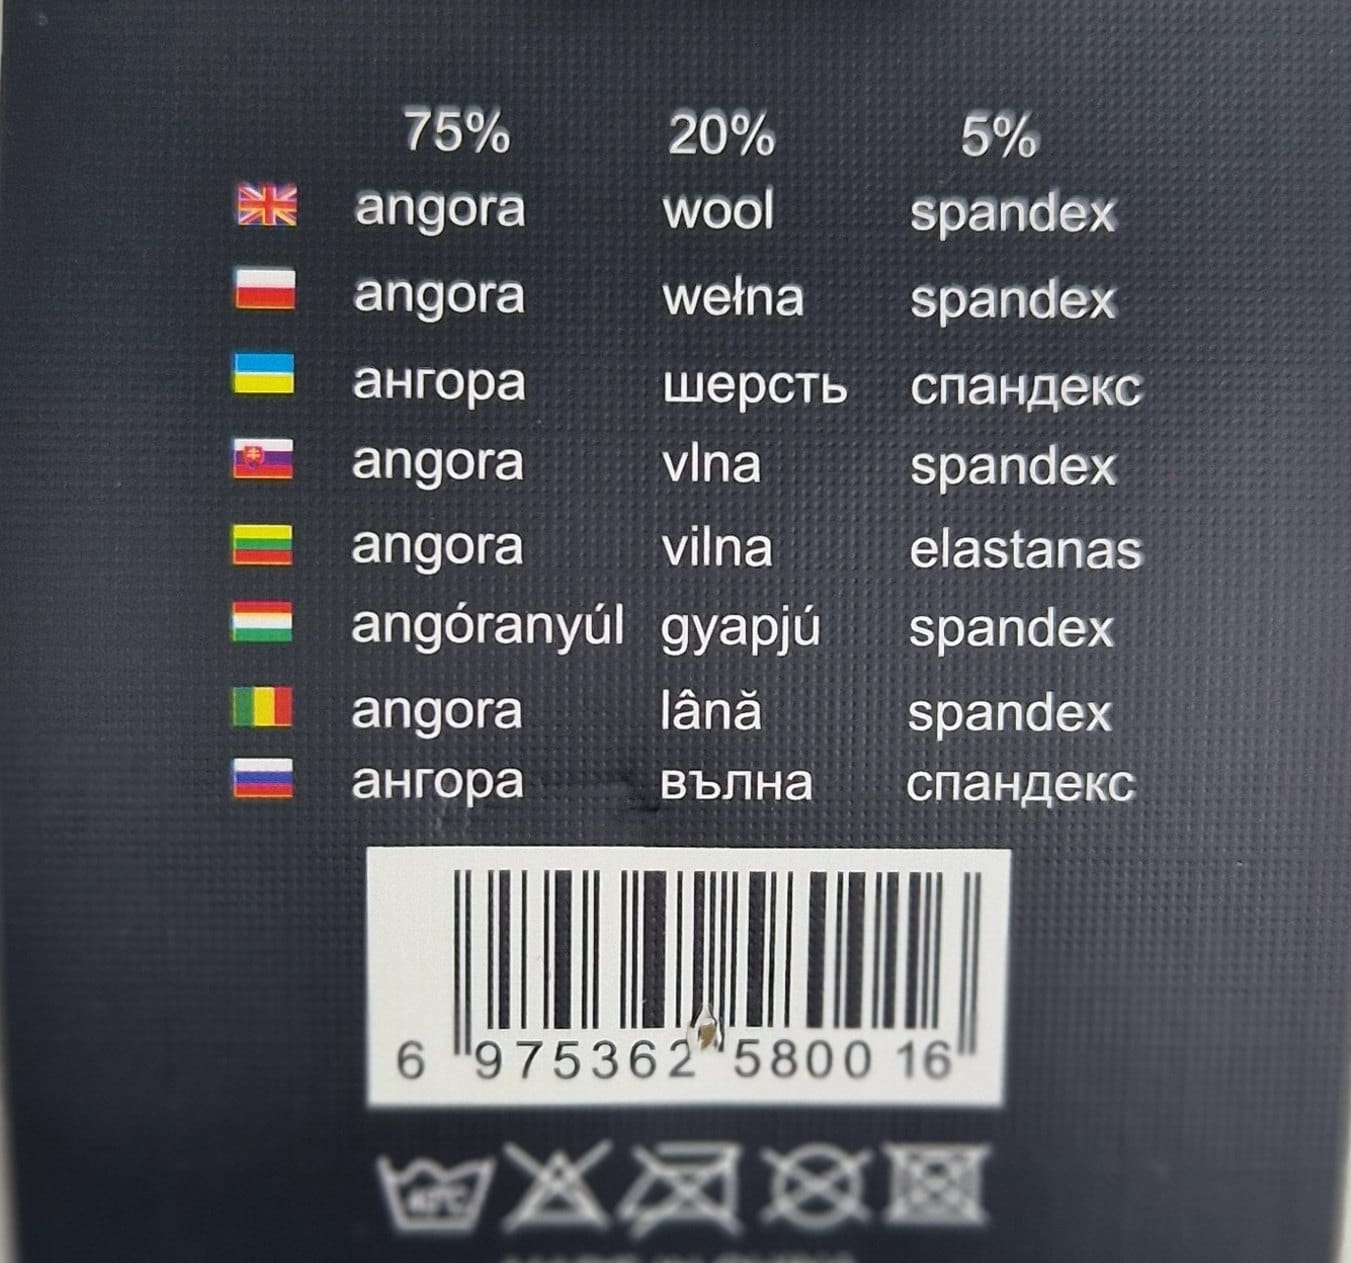 75% 20% 5%
angora wool spandex
angora wełna spandex
ангора шерсть спандекс
angora vlna spandex
angora vilna elastanas
angóranyúl gyapjú spandex
angora lână spandex
ангора вълна спандекс
6 975362 580016